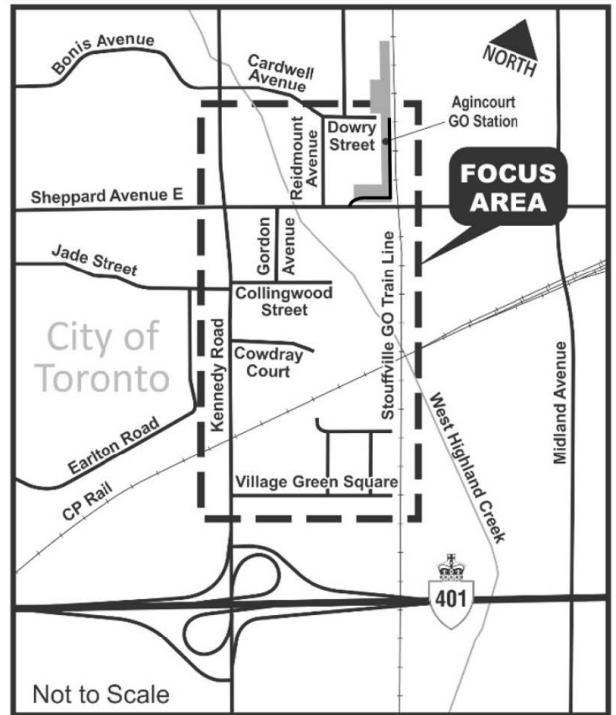 Bonis Avenue
Cardwell
Avenue
NORTH
Agincourt
GO Station
Dowry
Street
Reidmount
Avenue
FOCUS
AREA
Sheppard Avenue E
Gordon
Avenue
Jade Street
Collingwood
Street
Stouffville GO Train Line
City of
Toronto
Kennedy Road
Cowdray
Court
Midland Avenue
West Highland Creek
Earlton Road
CP Rail
Village Green Square
401
Not to Scale